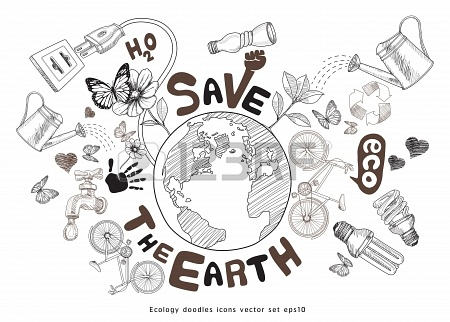 H2O
SAVE
eco
THE EARTH
Ecology doodles icons vector set eps10